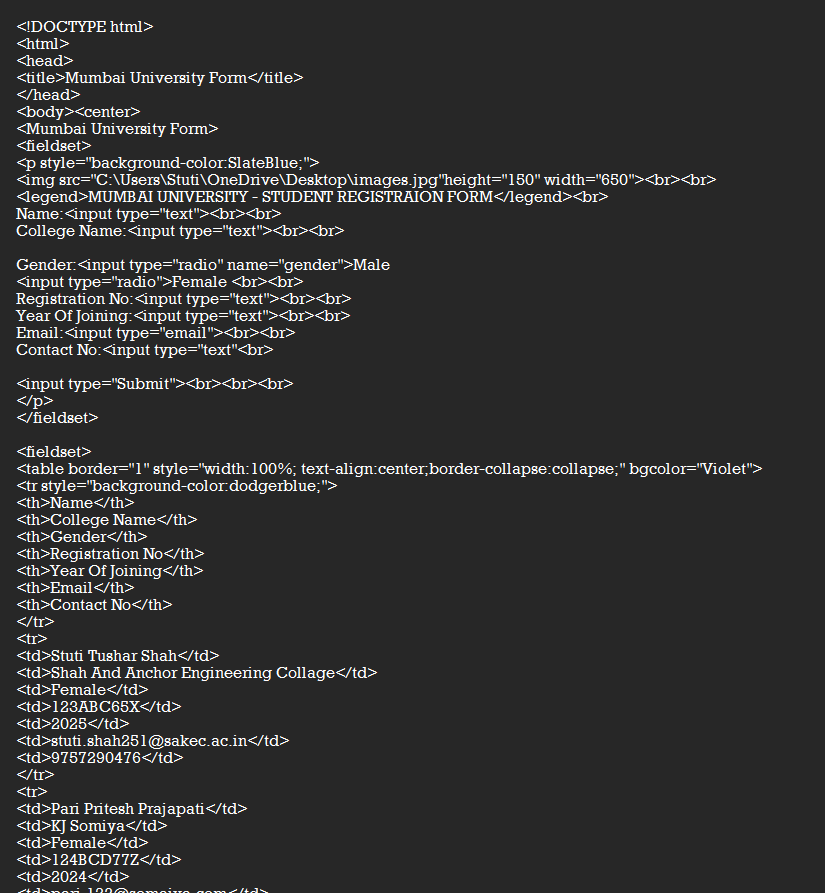 <!DOCTYPE html>
<html>
<head>
<title>Mumbai University Form</title>
</head>
<body><center>
<Mumbai University Form>
<fieldset>
<p style="background-color:SlateBlue;">
<img src="C:\Users\Stuti\OneDrive\Desktop\images.jpg"height="150" width="650"><br><br>
<legend>MUMBAI UNIVERSITY - STUDENT REGISTRAION FORM</legend><br>
Name:<input type="text"><br><br>
College Name:<input type="text"><br><br>
Gender:<input type="radio" name="gender">Male
<input type="radio">Female <br><br>
Registration No:<input type="text"><br><br>
Year Of Joining:<input type="text"><br><br>
Email:<input type="email"><br><br>
Contact No:<input type="text"<br>
<input type="Submit"><br><br><br>
</p>
</fieldset>
<fieldset>
<table border="1" style="width:100%; text-align:center;border-collapse:collapse;" bgcolor="Violet">
<tr style="background-color:dodgerblue;">
<th>Name</th>
<th>College Name</th>
<th>Gender</th>
<th>Registration No</th>
<th>Year Of Joining</th>
<th>Email</th>
<th>Contact No</th>
</tr>
<tr>
<td>Stuti Tushar Shah</td>
<td>Shah And Anchor Engineering Collage</td>
<td>Female</td>
<td>123ABC65X</td>
<td>2025</td>
<td>stuti.shah251@sakec.ac.in</td>
<td>9757290476</td>
</tr>
<tr>
<td>Pari Pritesh Prajapati</td>
<td>KJ Somiya</td>
<td>Female</td>
<td>124BCD77Z</td>
<td>2024</td>